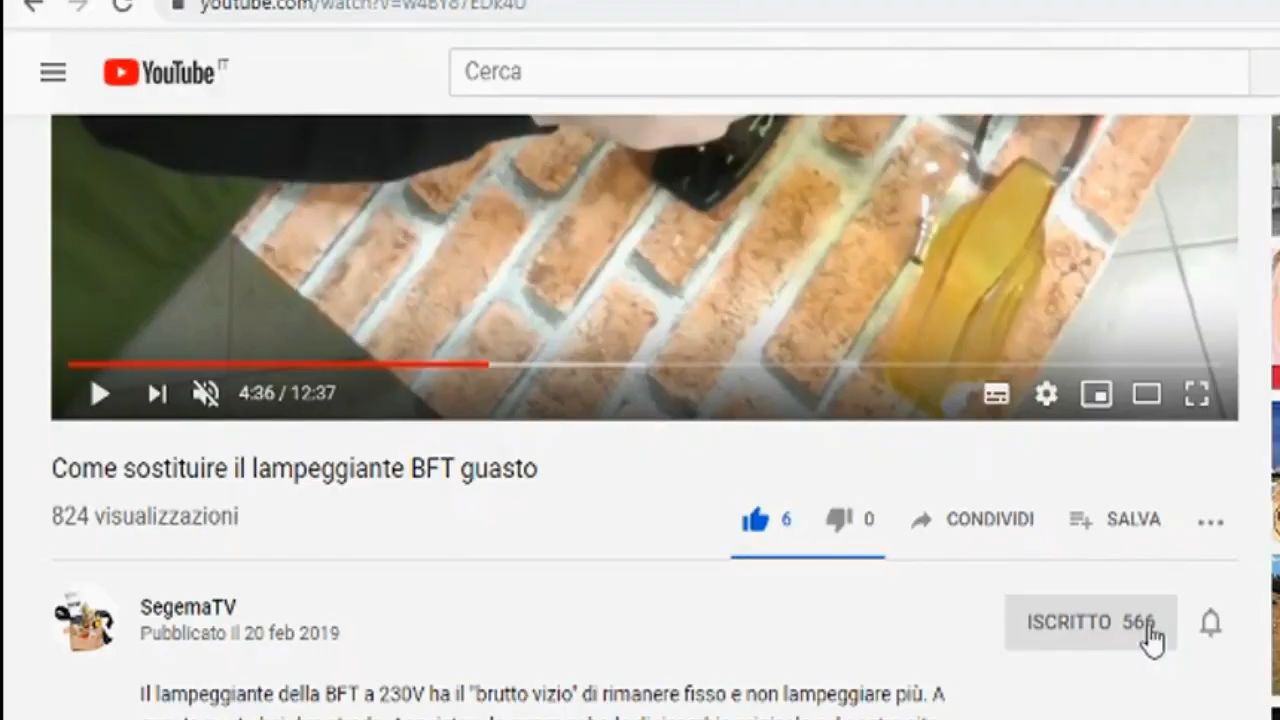 youtube.com/watch?v=w4BY87EDk40
YouTube IT
Cerca
4:36 / 12:37
Come sostituire il lampeggiante BFT guasto
824 visualizzazioni
6 0 CONDIVIDI SALVA
SegemaTV
ISCRITTO 566
Pubblicato il 20 feb 2019
Il lampeggiante della BFT a 230V ha il "brutto vizio" di rimanere fisso e non lampeggiare più. A